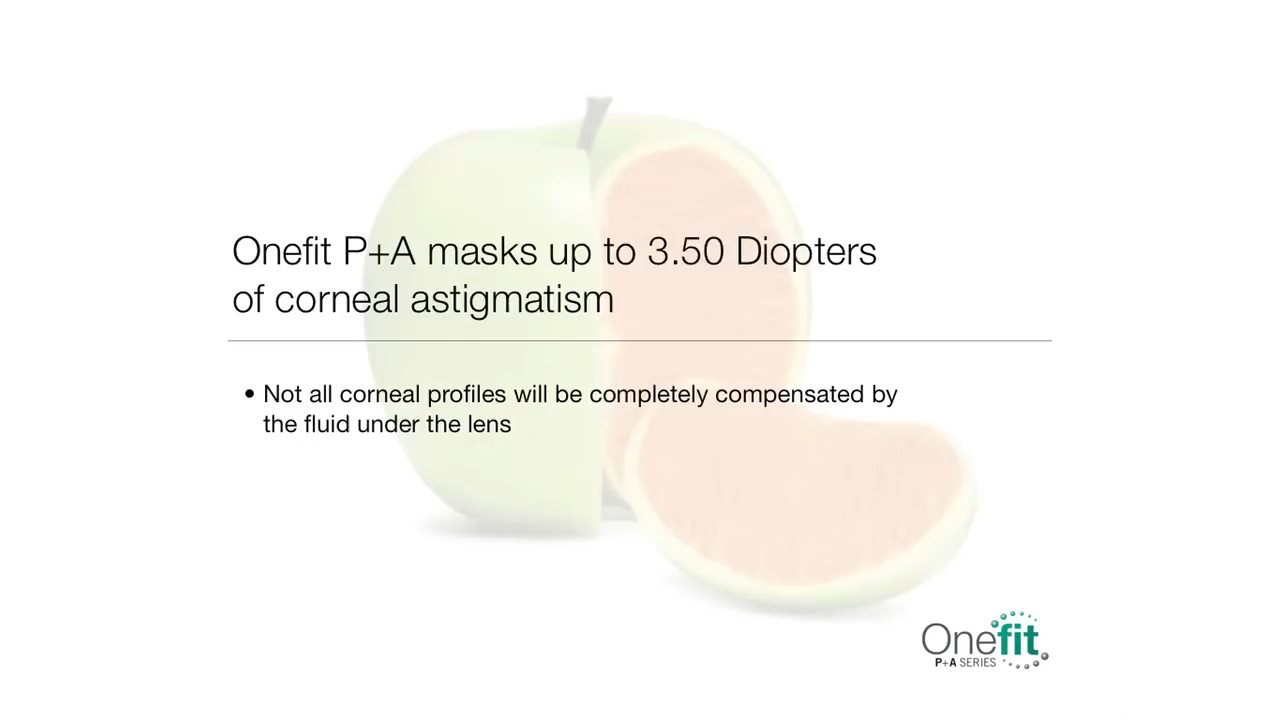 Onefit P+A masks up to 3.50 Diopters
of corneal astigmatism
• Not all corneal profiles will be completely compensated by
the fluid under the lens
Onefit
P+A SERIES